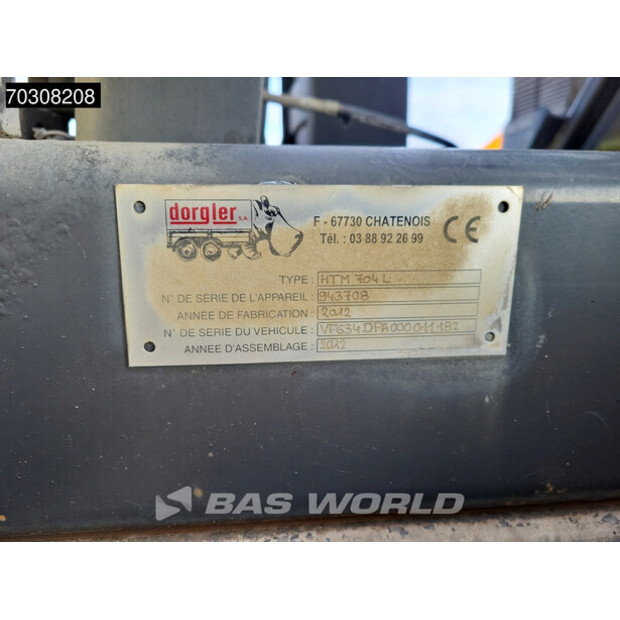 70308208
dorgler S.A.
F - 67730 CHATENOIS
Tél. : 03 88 92 26 99
CE
TYPE : HTM 704 L
N° DE SERIE DE L'APPAREIL : 943708
ANNEE DE FABRICATION : 2012
N° DE SERIE DU VEHICULE : VF634DPA000011182
ANNEE D'ASSEMBLAGE : 2012
BAS WORLD